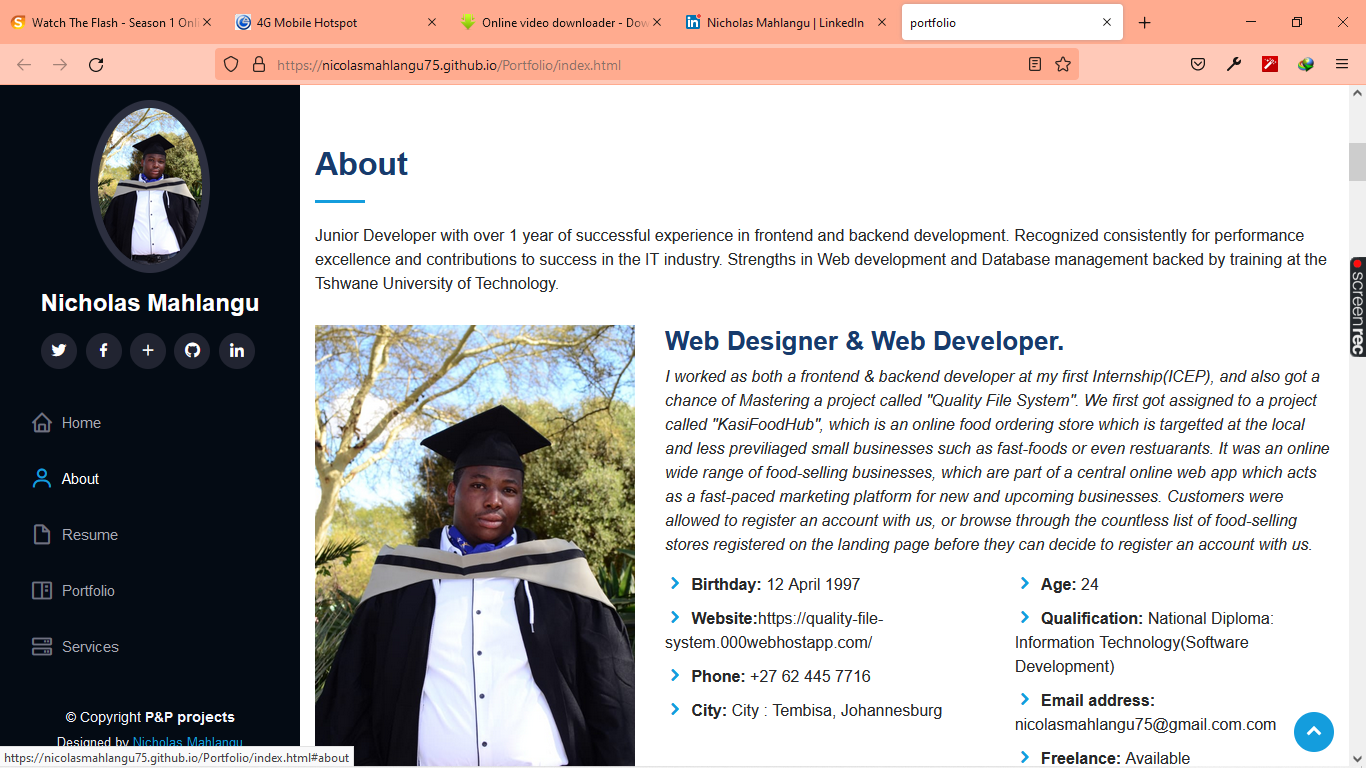 Watch The Flash - Season 1 Onl
4G Mobile Hotspot
Online video downloader - Dow
Nicholas Mahlangu | LinkedIn
portfolio
https://nicolasmahlangu75.github.io/Portfolio/index.html
Nicholas Mahlangu
Home
About
Resume
Portfolio
Services
© Copyright P&P projects
Designed by Nicholas Mahlangu
https://nicolasmahlangu75.github.io/Portfolio/index.html#about
About
Junior Developer with over 1 year of successful experience in frontend and backend development. Recognized consistently for performance
excellence and contributions to success in the IT industry. Strengths in Web development and Database management backed by training at the
Tshwane University of Technology.
Web Designer & Web Developer.
I worked as both a frontend & backend developer at my first Internship(ICEP), and also got a
chance of Mastering a project called "Quality File System". We first got assigned to a project
called "KasiFoodHub", which is an online food ordering store which is targetted at the local
and less previliaged small businesses such as fast-foods or even restuarants. It was an online
wide range of food-selling businesses, which are part of a central online web app which acts
as a fast-paced marketing platform for new and upcoming businesses. Customers were
allowed to register an account with us, or browse through the countless list of food-selling
stores registered on the landing page before they can decide to register an account with us.
Birthday: 12 April 1997
Website:https://quality-file-
system.000webhostapp.com/
Phone: +27 62 445 7716
City: City : Tembisa, Johannesburg
Age: 24
Qualification: National Diploma:
Information Technology(Software
Development)
Email address:
nicolasmahlangu75@gmail.com.com
Freelance: Available
screenrec